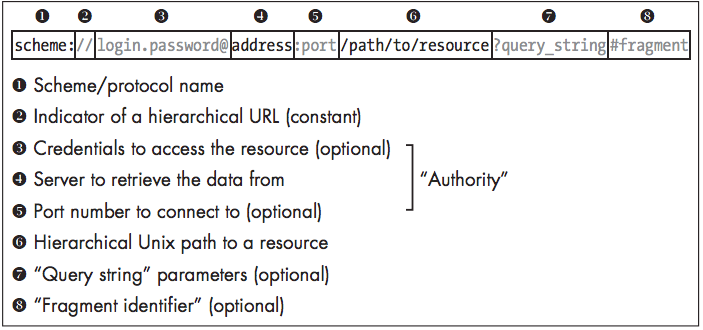 ❶ ❷ ❸ ❹ ❺ ❻ ❼ ❽
scheme://login.password@address:port/path/to/resource?query_string#fragment
❶ Scheme/protocol name
❷ Indicator of a hierarchical URL (constant)
❸ Credentials to access the resource (optional)
❹ Server to retrieve the data from
“Authority”
❺ Port number to connect to (optional)
❻ Hierarchical Unix path to a resource
❼ “Query string” parameters (optional)
❽ “Fragment identifier” (optional)